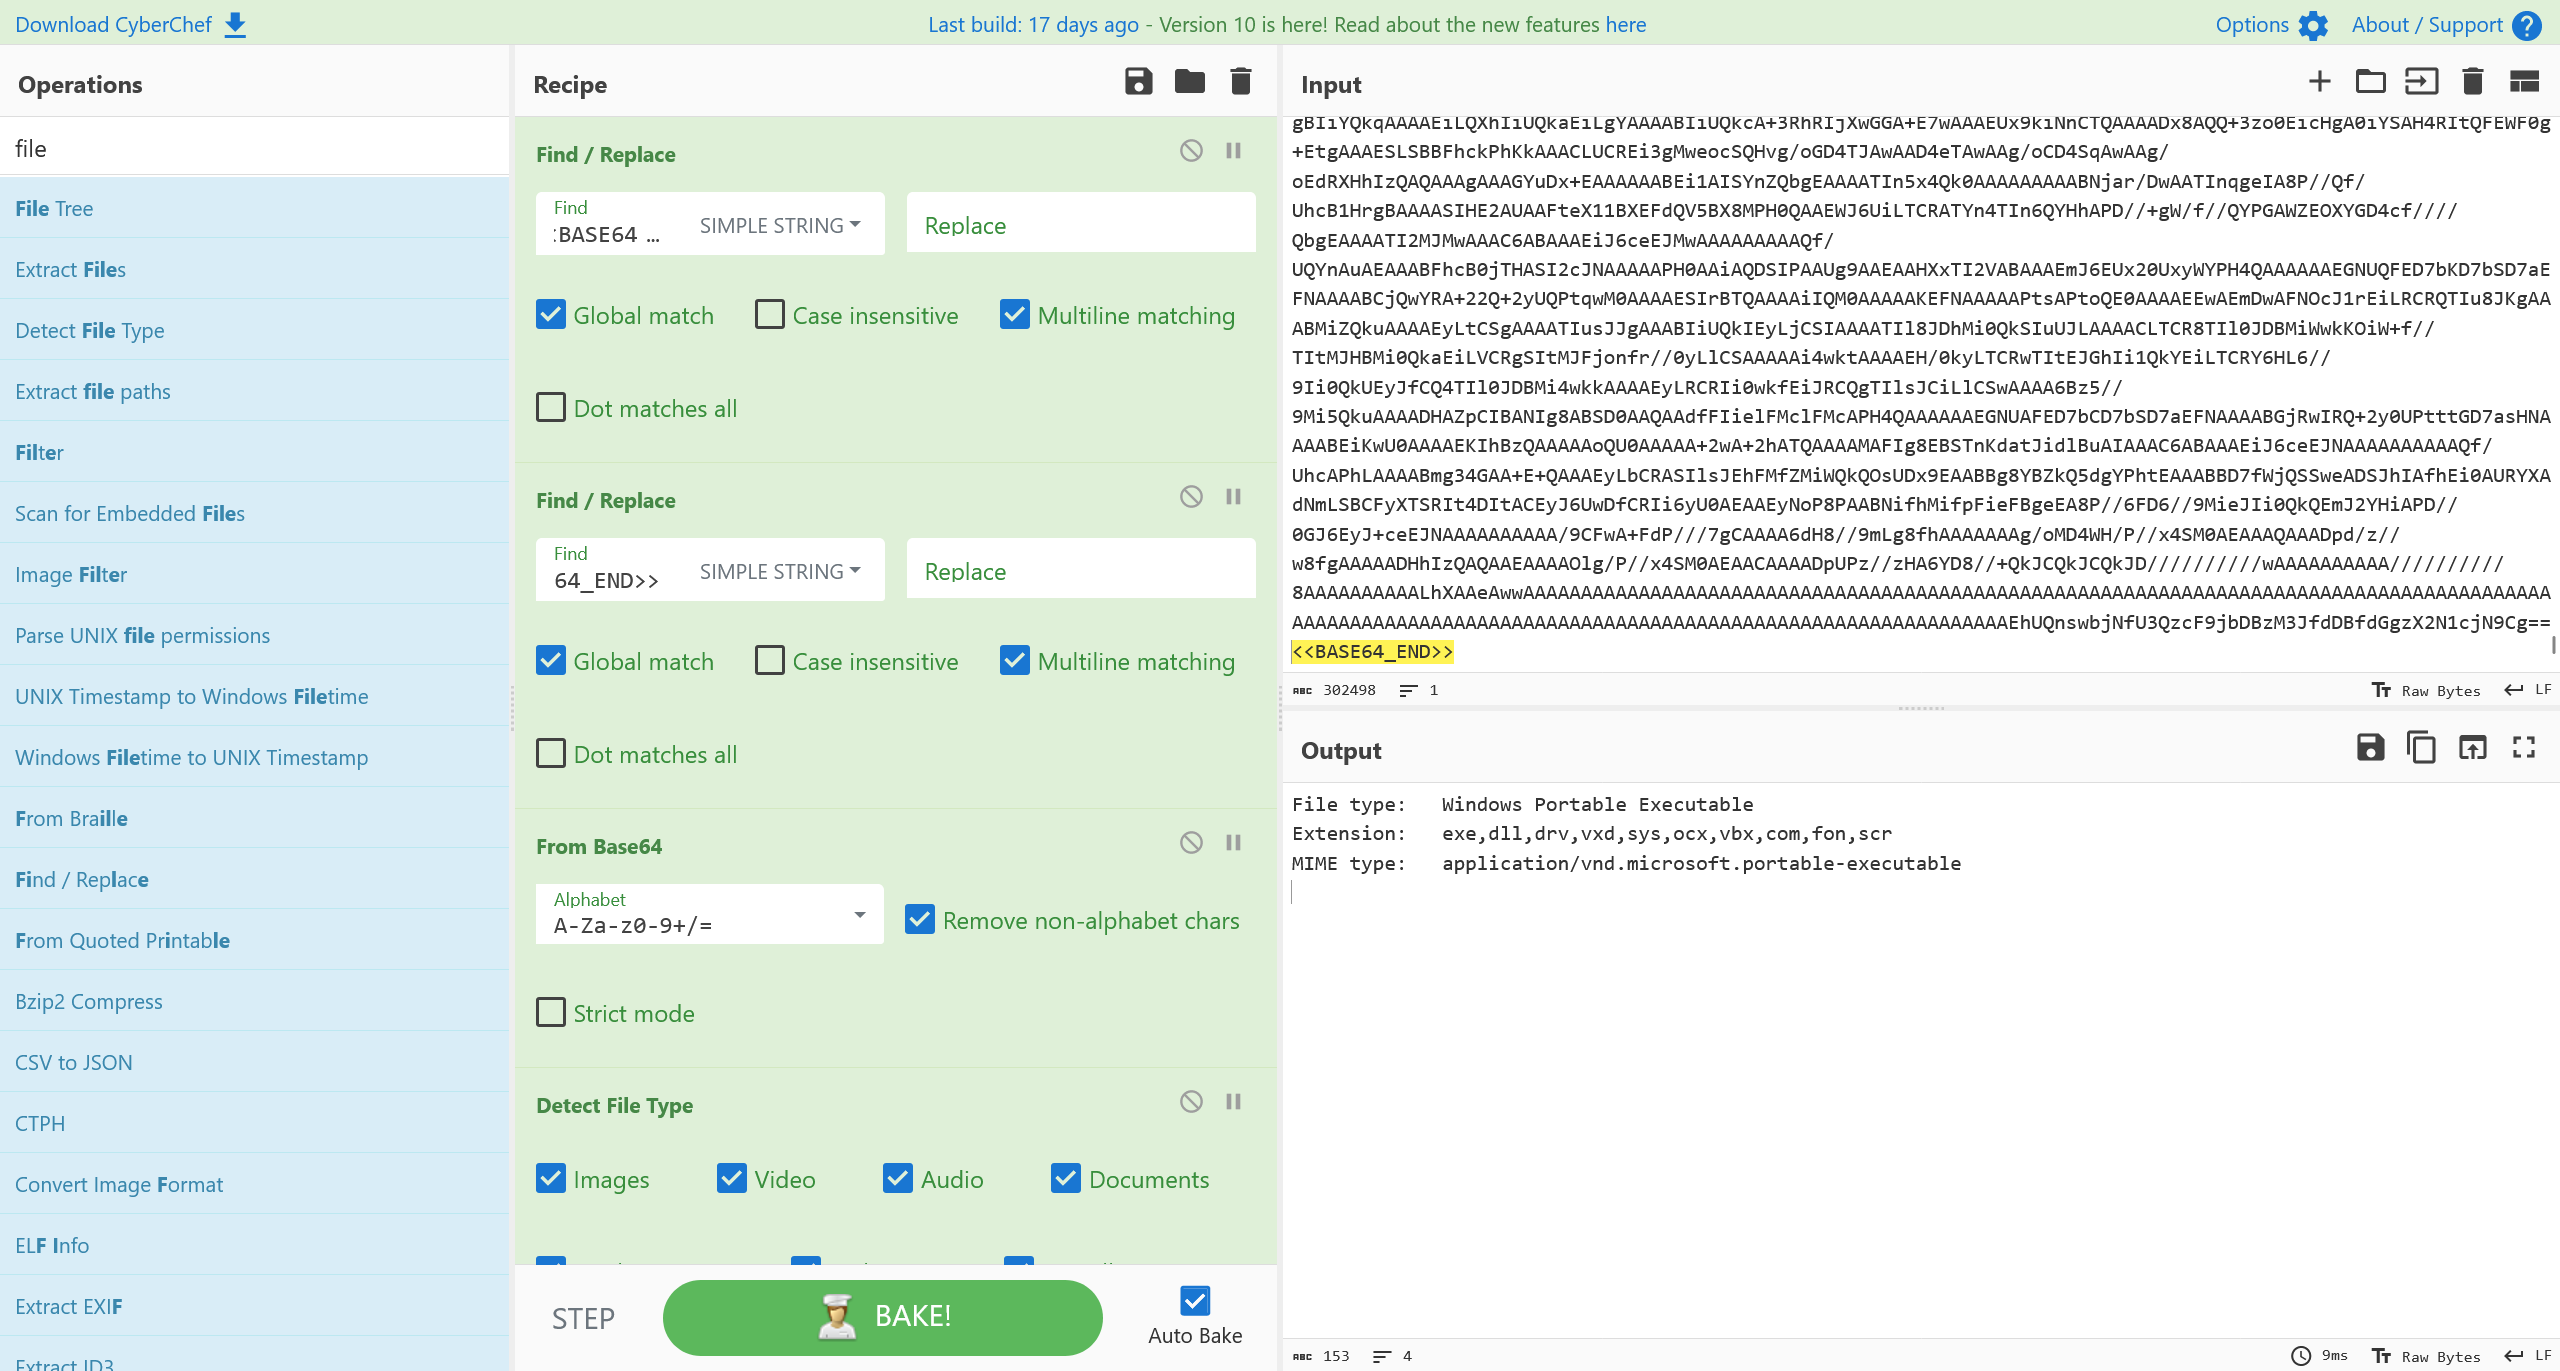 Download CyberChef
Last build: 17 days ago - Version 10 is here! Read about the new features here
Options
About / Support
Operations
file
File Tree
Extract Files
Detect File Type
Extract file paths
Filter
Scan for Embedded Files
Image Filter
Parse UNIX file permissions
UNIX Timestamp to Windows Filetime
Windows Filetime to UNIX Timestamp
From Braille
Find / Replace
From Quoted Printable
Bzip2 Compress
CSV to JSON
CTPH
Convert Image Format
ELF Info
Extract EXIF
Extract ID3
Recipe
Find / Replace
Find
<BASE64 …
SIMPLE STRING
Replace
Global match
Case insensitive
Multiline matching
Dot matches all
Find / Replace
Find
64_END>>
SIMPLE STRING
Replace
Global match
Case insensitive
Multiline matching
Dot matches all
From Base64
Alphabet
A-Za-z0-9+/=
Remove non-alphabet chars
Strict mode
Detect File Type
Images
Video
Audio
Documents
STEP
BAKE!
Auto Bake
Input
+EtgAAAESLSBBFhckPhKkAAACLUCREi3gMweocSQHvg/oGD4TJAwAAD4eTAwAAg/oCD4SqAwAAg/
oEdRXHhIzQAQAAAgAAAGYuDx+EAAAAAABEi1AISYnZQbgEAAAATIn5x4Qk0AAAAAAAAABNjar/DwAATInqgeIA8P//Qf/
UhcB1HrgBAAAASIHE2AUAAFteX11BXEFdQV5BX8MPH0QAAEWJ6UiLTCRATYn4TIn6QYHhAPD//+gW/f//QYPGAWZEOXYGD4cf////
QbgEAAAATI2MJMwAAAC6ABAAAEiJ6ceEJMwAAAAAAAAAQf/
UQYnAuAEAAABFhcB0jTHASI2cJNAAAAAPH0AAiAQDSIPAAUg9AAEAAHXxTI2VABAAAEmJ6EUx20UxyWYPH4QAAAAAAEGNUQFED7bKD7bSD7aE
FNAAAABCjQwYRA+22Q+2yUQPtqwM0AAAAESIrBTQAAAAiIQM0AAAAAKEFNAAAAAPtsAPtoQE0AAAAEEwAEmDwAFNOcJ1rEiLRCRQTIu8JKgAA
ABMiZQkuAAAAEyLtCSgAAAATIusJJgAAABIiUQkIEyLjCSIAAAATIl8JDhMi0QkSIuUJLAAAACLTCR8TIl0JDBMiWwkKOiW+f//
TItMJHBMi0QkaEiLVCRgSItMJFjonfr//0yLlCSAAAAAi4wktAAAAEH/0kyLTCRwTItEJGhIi1QkYEiLTCRY6HL6//
9Ii0QkUEyJfCQ4TIl0JDBMi4wkkAAAAEyLRCRIi0wkfEiJRCQgTIlsJCiLlCSwAAAA6Bz5//
9Mi5QkuAAAADHAZpCIBANIg8ABSD0AAQAAdfFIielFMclFMcAPH4QAAAAAAEGNUAFED7bCD7bSD7aEFNAAAABGjRwIRQ+2y0UPtttGD7asHNA
AAABEiKwU0AAAAEKIhBzQAAAAAoQU0AAAAA+2wA+2hATQAAAAMAFIg8EBSTnKdatJidlBuAIAAAC6ABAAAEiJ6ceEJNAAAAAAAAAAQf/
UhcAPhLAAAABmg34GAA+E+QAAAEyLbCRASIlsJEhFMfZMiWQkQOsUDx9EAABBg8YBZkQ5dgYPhtEAAABBD7fWjQSSweADSJhIAfhEi0AURYXA
dNmLSBCFyXTSRIt4DItACEyJ6UwDfCRIi6yU0AEAAEyNoP8PAABNifhMifpFieFBgeEA8P//6FD6//9MieJIi0QkQEmJ2YHiAPD//
0GJ6EyJ+ceEJNAAAAAAAAAA/9CFwA+FdP///7gCAAAA6dH8//9mLg8fhAAAAAAAg/oMD4WH/P//x4SM0AEAAAQAAADpd/z//
w8fgAAAAADHhIzQAQAAEAAAAOlg/P//x4SM0AEAACAAAADpUPz//zHA6YD8//+QkJCQkJCQkJD//////////wAAAAAAAAAA//////////
<<BASE64_END>>
302498
1
Raw Bytes
LF
Output
File type: Windows Portable Executable
Extension: exe,dll,drv,vxd,sys,ocx,vbx,com,fon,scr
MIME type: application/vnd.microsoft.portable-executable
153
4
9ms
Raw Bytes
LF